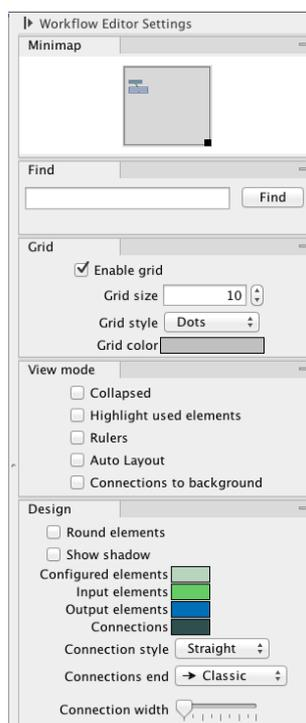 Workflow Editor Settings
Minimap
Find
Find
Grid
Enable grid
Grid size 10
Grid style Dots
Grid color
View mode
Collapsed
Highlight used elements
Rulers
Auto Layout
Connections to background
Design
Round elements
Show shadow
Configured elements
Input elements
Output elements
Connections
Connection style Straight
Connections end Classic
Connection width